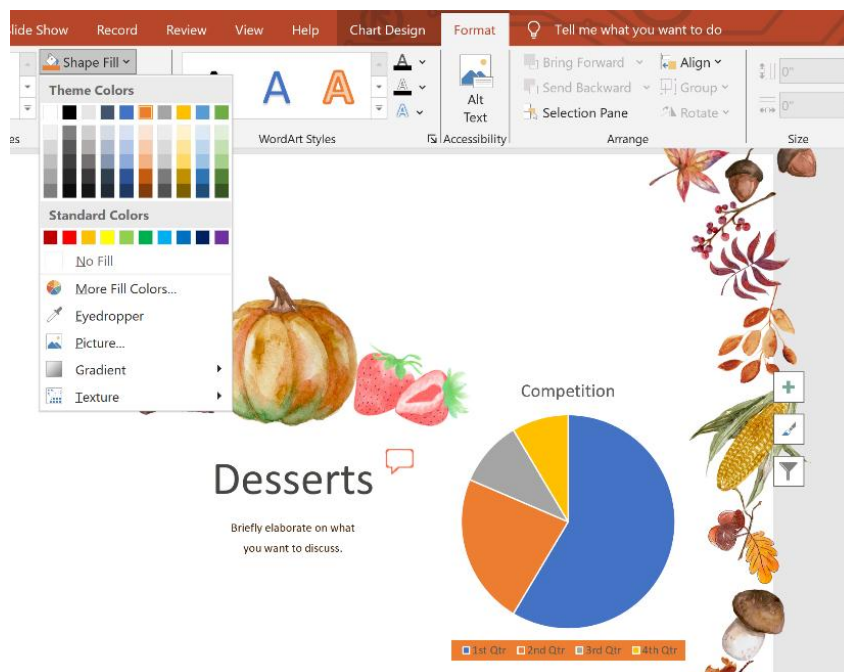 lide Show Record Review View Help Chart Design Format Tell me what you want to do
Shape Fill
Theme Colors
Standard Colors
No Fill
More Fill Colors...
Eyedropper
Picture...
Gradient
Texture
es
A A
A
A
A
WordArt Styles
Alt
Text
Accessibility
Bring Forward
Send Backward
Selection Pane
Align
Group
Rotate
Arrange
0"
0"
Size
Desserts
Briefly elaborate on what
you want to discuss.
Competition
1st Qtr 2nd Qtr 3rd Qtr 4th Qtr